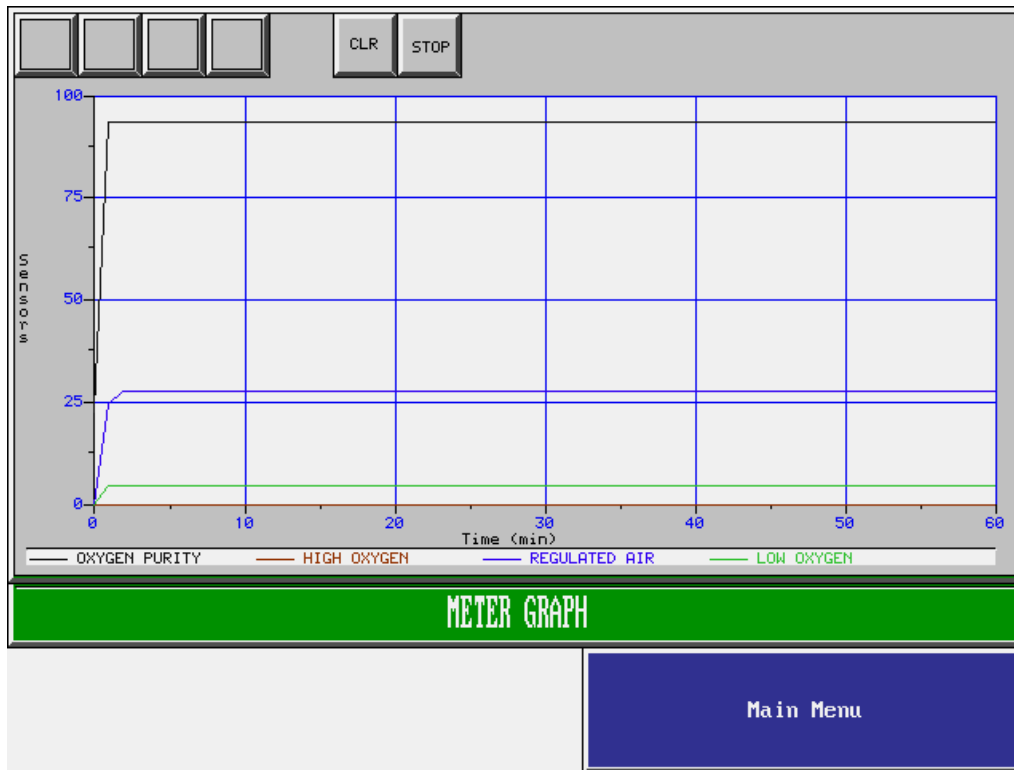 CLR STOP
100
75
50
25
0
Sensors
0 10 20 30 40 50 60
Time (min)
OXYGEN PURITY HIGH OXYGEN REGULATED AIR LOW OXYGEN
METER GRAPH
Main Menu